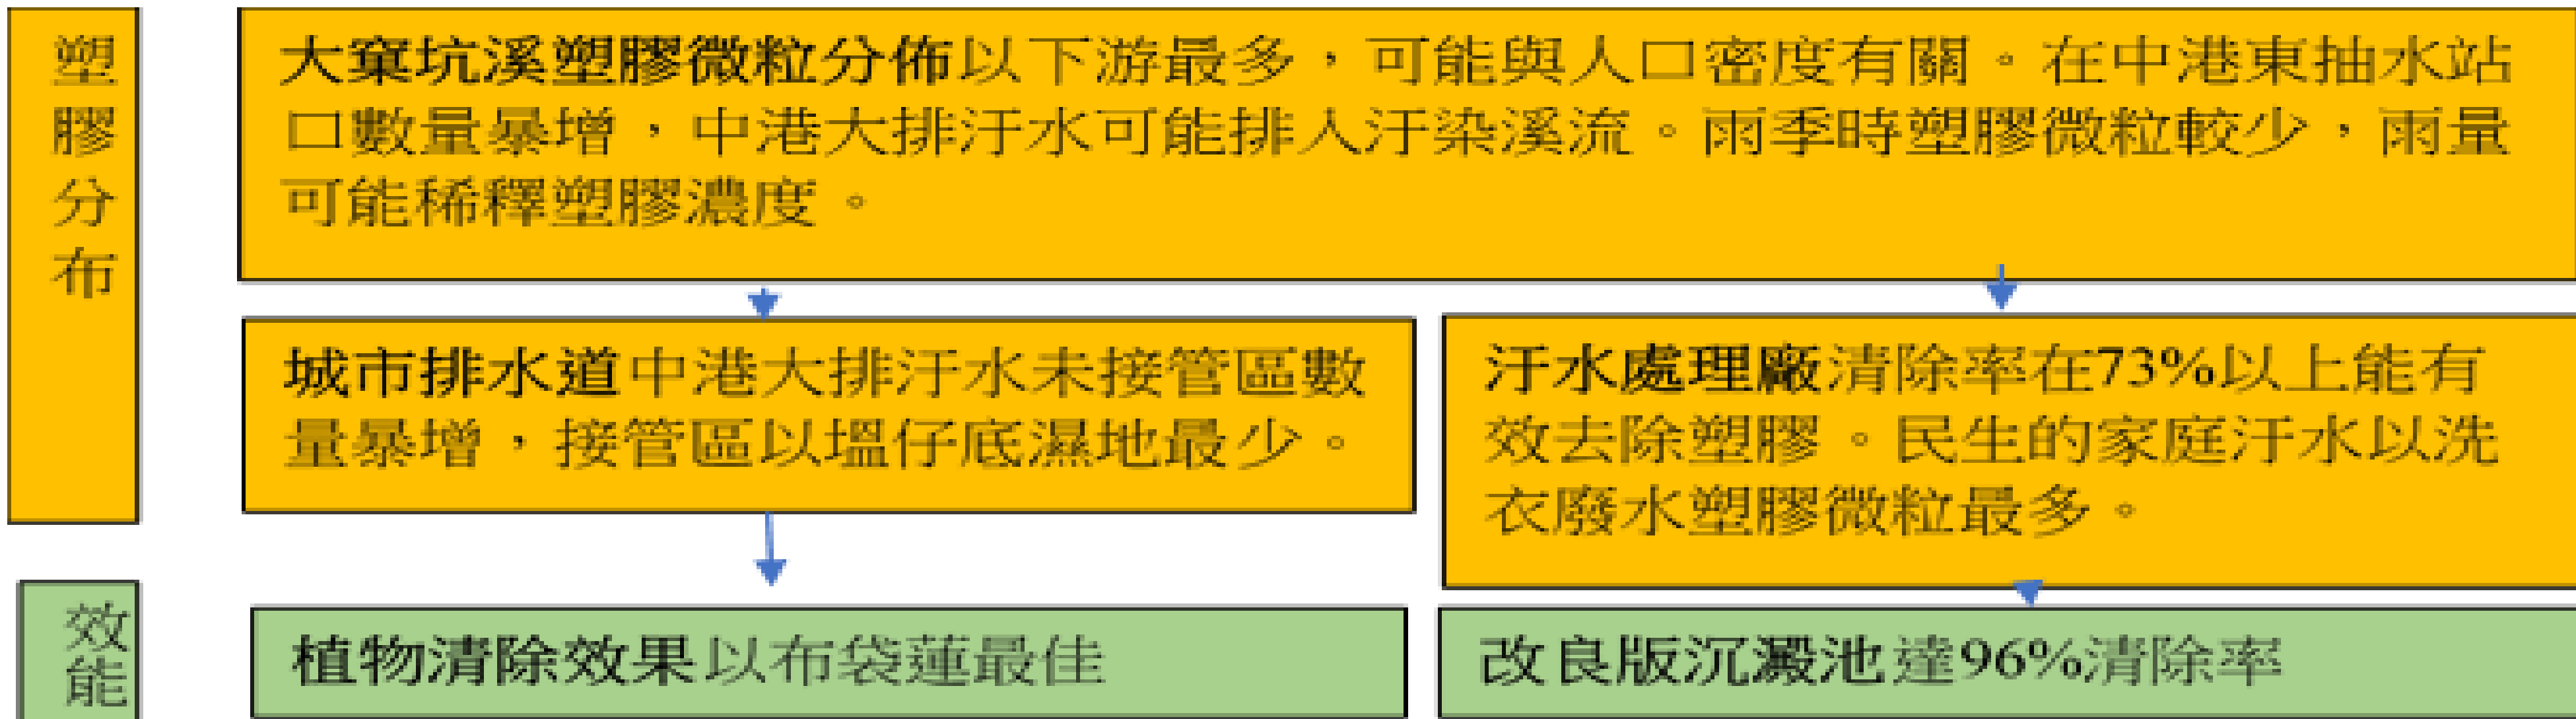 塑膠分布
大窠坑溪塑膠微粒分佈以下游最多，可能與人口密度有關。在中港東抽水站
口數量暴增，中港大排汙水可能排入汙染溪流。雨季時塑膠微粒較少，雨量
可能稀釋塑膠濃度。
城市排水道中港大排汙水未接管區數
量暴增，接管區以塭仔底濕地最少。
汙水處理廠清除率在73%以上能有
效去除塑膠。民生的家庭汙水以洗
衣廢水塑膠微粒最多。
效能
植物清除效果以布袋蓮最佳
改良版沉澱池達96%清除率